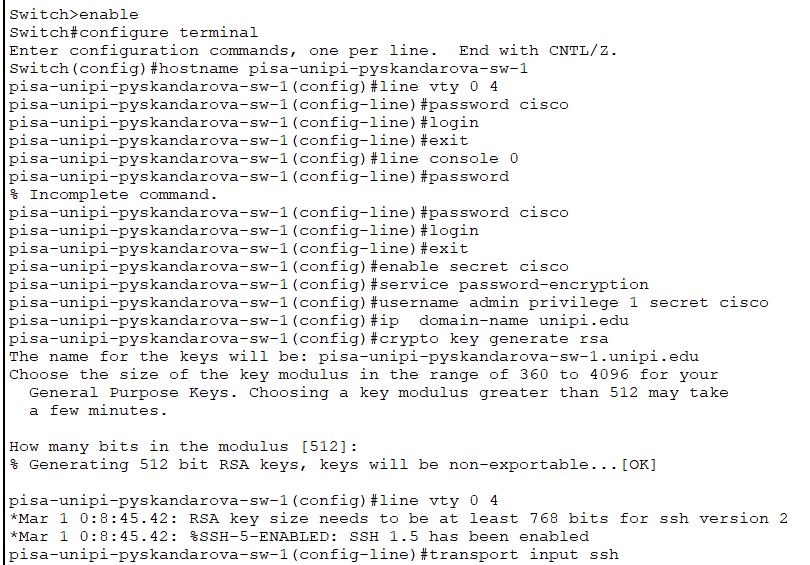 Switch>enable
Switch#configure terminal
Enter configuration commands, one per line.  End with CNTL/Z.
Switch(config)#hostname pisa-unipi-pyskandarova-sw-1
pisa-unipi-pyskandarova-sw-1(config)#line vty 0 4
pisa-unipi-pyskandarova-sw-1(config-line)#password cisco
pisa-unipi-pyskandarova-sw-1(config-line)#login
pisa-unipi-pyskandarova-sw-1(config-line)#exit
pisa-unipi-pyskandarova-sw-1(config)#line console 0
pisa-unipi-pyskandarova-sw-1(config-line)#password
% Incomplete command.
pisa-unipi-pyskandarova-sw-1(config-line)#password cisco
pisa-unipi-pyskandarova-sw-1(config-line)#login
pisa-unipi-pyskandarova-sw-1(config-line)#exit
pisa-unipi-pyskandarova-sw-1(config)#enable secret cisco
pisa-unipi-pyskandarova-sw-1(config)#service password-encryption
pisa-unipi-pyskandarova-sw-1(config)#username admin privilege 1 secret cisco
pisa-unipi-pyskandarova-sw-1(config)#ip  domain-name unipi.edu
pisa-unipi-pyskandarova-sw-1(config)#crypto key generate rsa
The name for the keys will be: pisa-unipi-pyskandarova-sw-1.unipi.edu
Choose the size of the key modulus in the range of 360 to 4096 for your
  General Purpose Keys. Choosing a key modulus greater than 512 may take
  a few minutes.

How many bits in the modulus [512]:
% Generating 512 bit RSA keys, keys will be non-exportable...[OK]

pisa-unipi-pyskandarova-sw-1(config)#line vty 0 4
*Mar 1 0:8:45.42: RSA key size needs to be at least 768 bits for ssh version 2
*Mar 1 0:8:45.42: %SSH-5-ENABLED: SSH 1.5 has been enabled
pisa-unipi-pyskandarova-sw-1(config-line)#transport input ssh